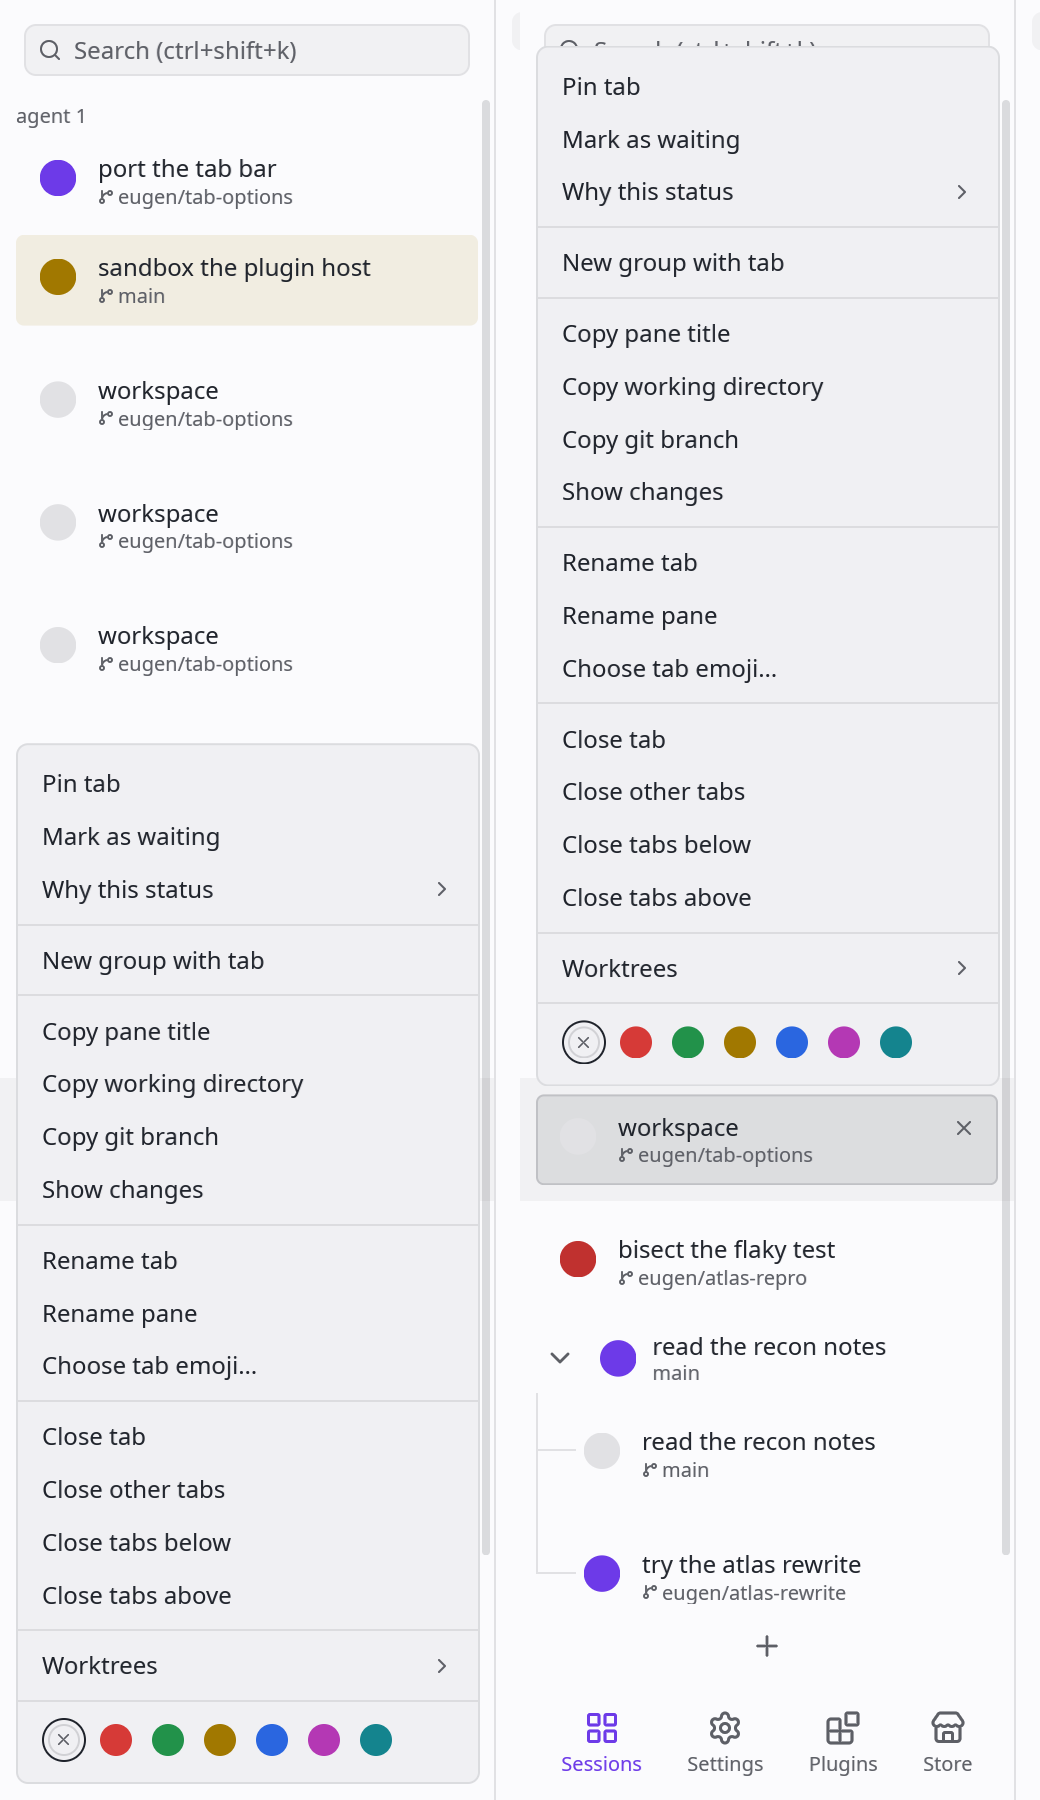 Search (ctrl+shift+k)
agent 1
port the tab bar
eugen/tab-options
sandbox the plugin host
main
workspace
eugen/tab-options
workspace
eugen/tab-options
workspace
eugen/tab-options
Pin tab
Mark as waiting
Why this status
New group with tab
Copy pane title
Copy working directory
Copy git branch
Show changes
Rename tab
Rename pane
Choose tab emoji...
Close tab
Close other tabs
Close tabs below
Close tabs above
Worktrees
Search (ctrl+shift+k)
Pin tab
Mark as waiting
Why this status
New group with tab
Copy pane title
Copy working directory
Copy git branch
Show changes
Rename tab
Rename pane
Choose tab emoji...
Close tab
Close other tabs
Close tabs below
Close tabs above
Worktrees
workspace
eugen/tab-options
bisect the flaky test
eugen/atlas-repro
read the recon notes
main
read the recon notes
main
try the atlas rewrite
eugen/atlas-rewrite
Sessions
Settings
Plugins
Store